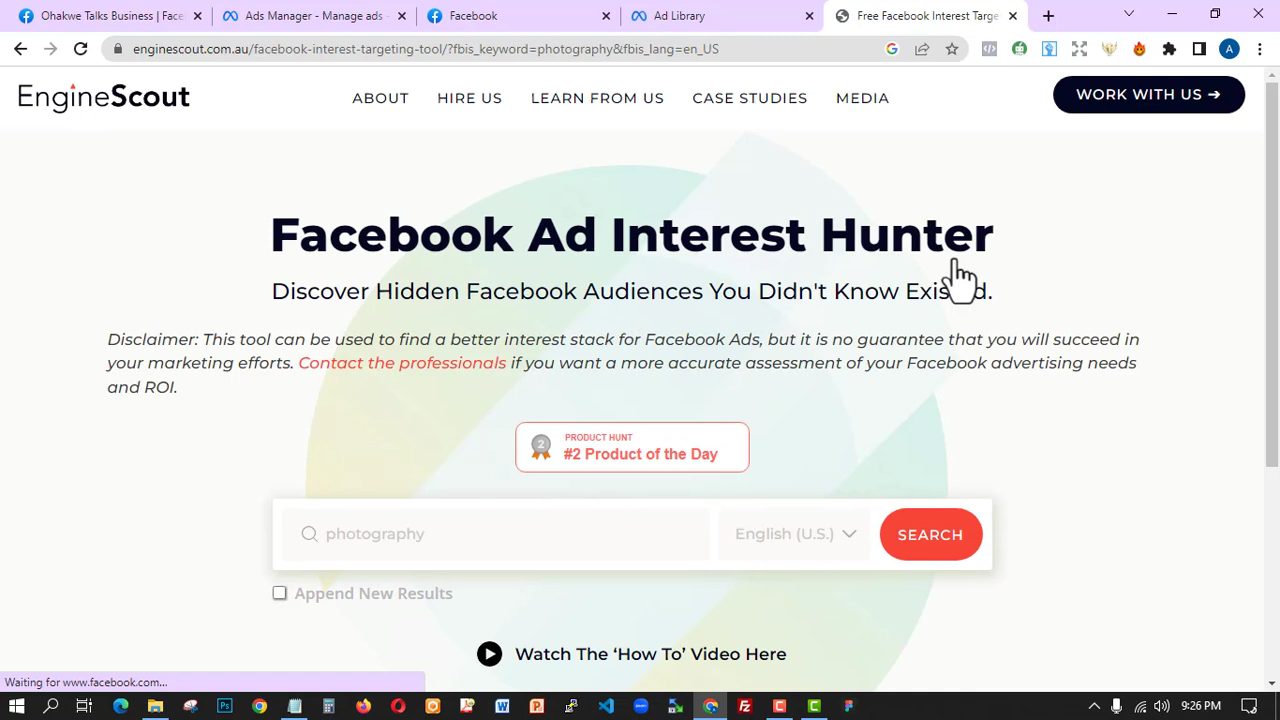 Ohakwe Talks Business | Face
Ads Manager - Manage ads -
Facebook
Ad Library
Free Facebook Interest Targe
enginescout.com.au/facebook-interest-targeting-tool/?fbis_keyword=photography&fbis_lang=en_US
A
EngineScout
ABOUT
HIRE US
LEARN FROM US
CASE STUDIES
MEDIA
WORK WITH US ➔
Facebook Ad Interest Hunter
Discover Hidden Facebook Audiences You Didn't Know Existed.
Disclaimer: This tool can be used to find a better interest stack for Facebook Ads, but it is no guarantee that you will succeed in
your marketing efforts. Contact the professionals if you want a more accurate assessment of your Facebook advertising needs
and ROI.
2
PRODUCT HUNT
#2 Product of the Day
photography
English (U.S.)
SEARCH
Append New Results
Watch The ‘How To’ Video Here
Waiting for www.facebook.com...
9:26 PM